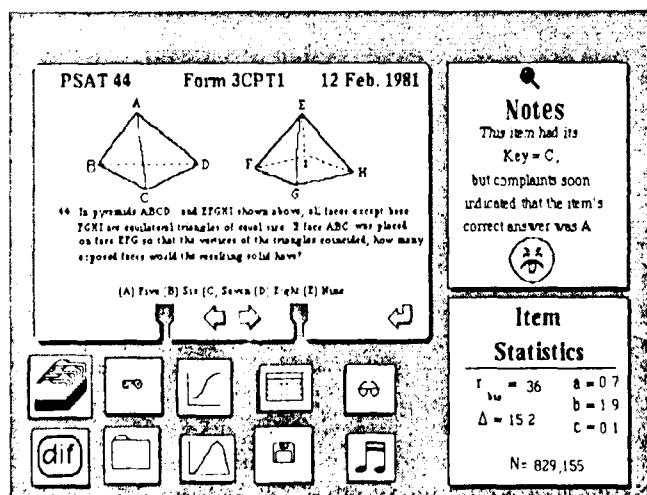 PSAT 44 Form 3CPT1 12 Feb. 1981
A
B
D
C
E
F
I
H
G
44 In pyramids ABCD and EFGHI shown above, all faces except base
FGHI are equilateral triangles of equal size. If face ABC was placed
on face EFG so that the vertices of the triangles coincided, how many
exposed faces would the resulting solid have?
(A) Five (B) Six (C, Seven (D) Eight (E) Nine
Notes
This item had its
Key = C,
but complaints soon
indicated that the item's
correct answer was A
Item
Statistics
r bis = 36 a = 0 7
Δ = 15 2 b = 1 9
c = 0 1
N= 829,155
dif